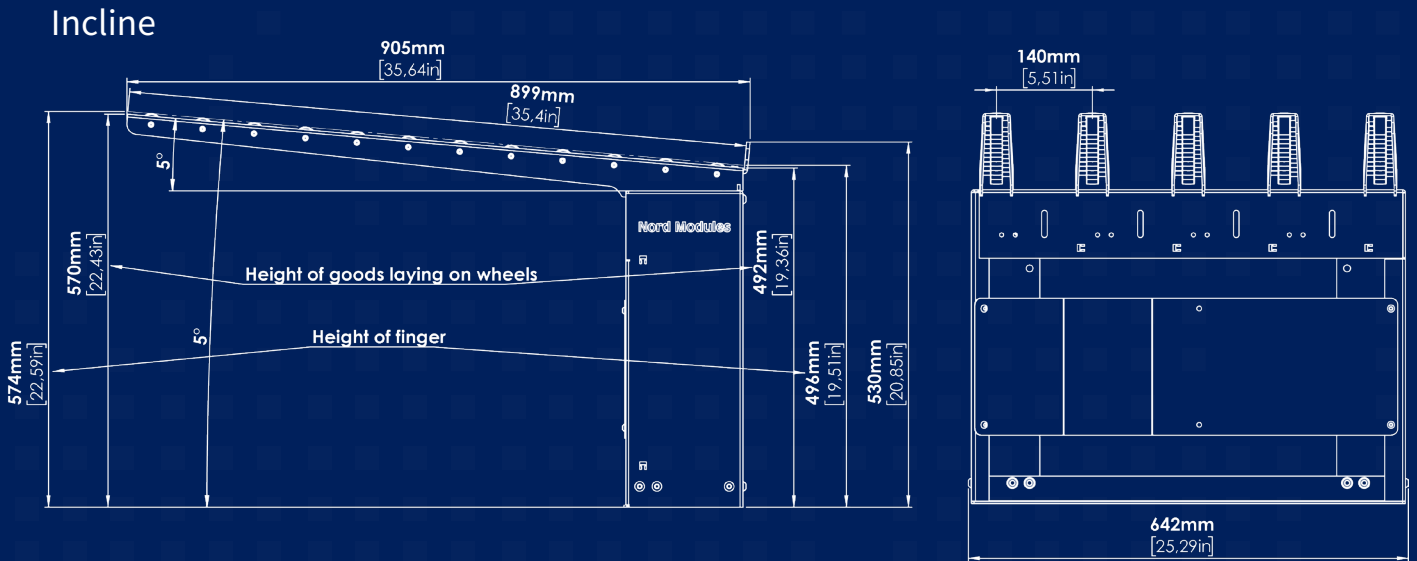 Incline
905mm
[35,64in]
899mm
[35,4in]
140mm
[5,51in]
5°
Nord Modules
570mm
[22,43in]
Height of goods laying on wheels
492mm
[19,36in]
5°
Height of finger
574mm
[22,59in]
496mm
[19,51in]
530mm
[20,85in]
642mm
[25,29in]